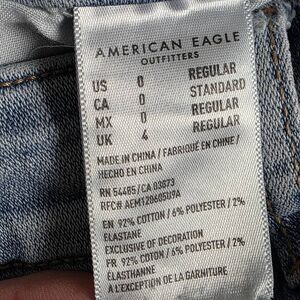 AMERICAN EAGLE
OUTFITTERS
US 0 REGULAR
CA 0 STANDARD
MX 0 REGULAR
UK 4 REGULAR
MADE IN CHINA / FABRIQUÉ EN CHINE /
HECHO EN CHINA
RN 54485/CA 03873
RFC# AEM120605U9A
EN 92% COTTON / 6% POLYESTER / 2%
ELASTANE
EXCLUSIVE OF DECORATION
FR 92% COTON / 6% POLYESTER / 2%
ÉLASTHANNE
A L'EXCEPTION DE LA GARNITURE